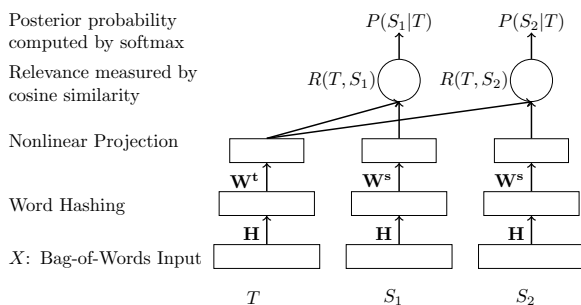 Posterior probability
computed by softmax
P(S₁|T) P(S₂|T)
Relevance measured by
cosine similarity
R(T, S₁) R(T, S₂)
Nonlinear Projection
Wᵗ Wˢ Wˢ
Word Hashing
H H H
X: Bag-of-Words Input
T S₁ S₂